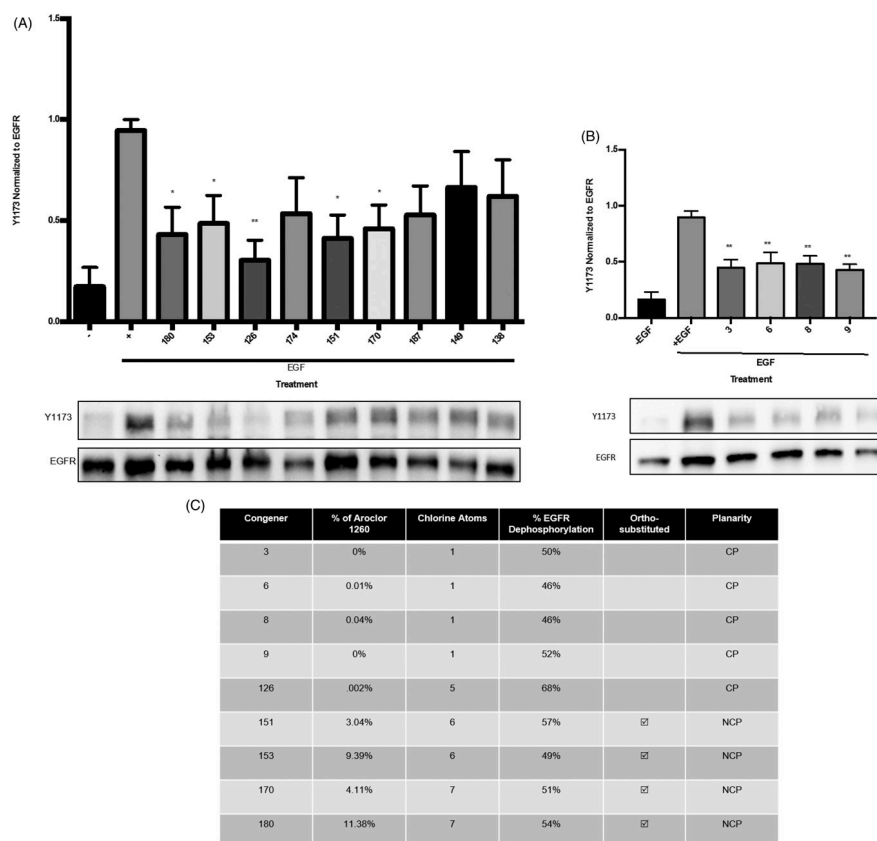 (A)
Y1173 Normalized to EGFR
1.5
1.0
0.5
0.0
*
*
**
*
*
-
+
180
153
126
174
151
170
187
149
138
EGF
Treatment
Y1173
EGFR
(B)
Y1173 Normalized to EGFR
1.5
1.0
0.5
0.0
**
**
**
**
-EGF
+EGF
3
6
8
9
EGF
Treatment
Y1173
EGFR
(C)
Congener % of Aroclor 1260 Chlorine Atoms % EGFR Dephosphorylation Ortho-substituted Planarity
3 0% 1 50% CP
6 0.01% 1 46% CP
8 0.04% 1 46% CP
9 0% 1 52% CP
126 .002% 5 68% CP
151 3.04% 6 57% ☑ NCP
153 9.39% 6 49% ☑ NCP
170 4.11% 7 51% ☑ NCP
180 11.38% 7 54% ☑ NCP